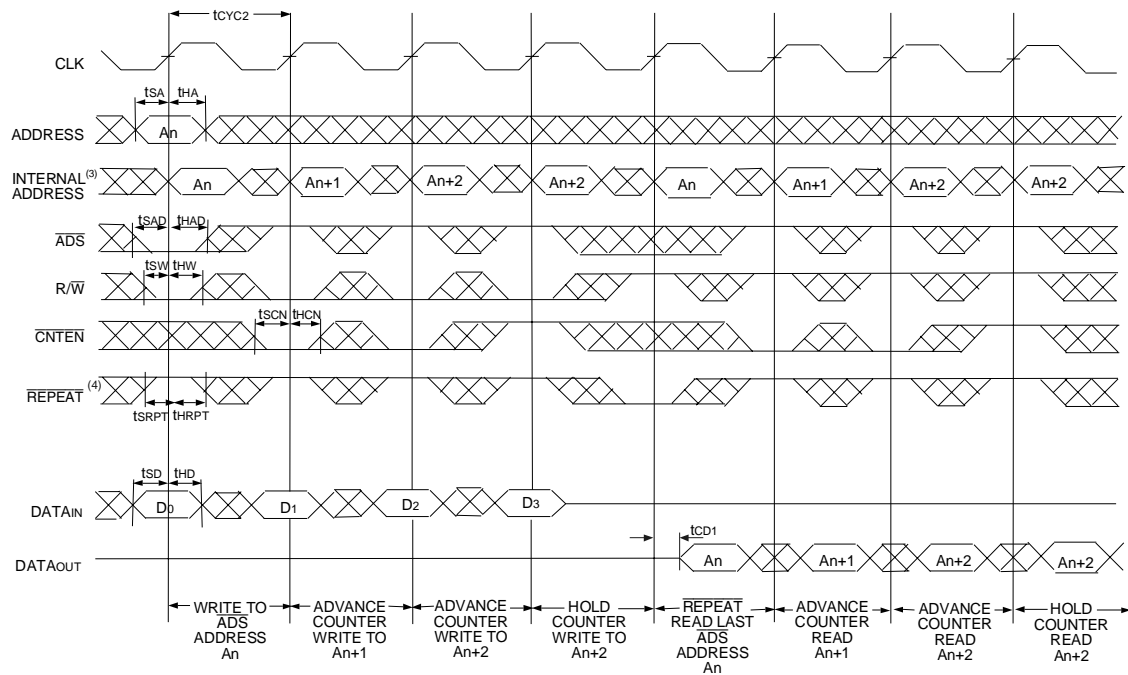 tCYC2
CLK
tSA tHA
ADDRESS An
INTERNAL(3) ADDRESS An An+1 An+2 An+2 An An+1 An+2 An+2
tSAD tHAD
ADS
tSW tHW
R/W
tSCN tHCN
CNTEN
REPEAT (4)
tSRPT tHRPT
tSD tHD
DATAIN D0 D1 D2 D3
tCD1
DATAOUT An An+1 An+2 An+2
WRITE TO
ADS
ADDRESS
An
ADVANCE
COUNTER
WRITE TO
An+1
ADVANCE
COUNTER
WRITE TO
An+2
HOLD
COUNTER
WRITE TO
An+2
REPEAT
READ LAST
ADS
ADDRESS
An
ADVANCE
COUNTER
READ
An+1
ADVANCE
COUNTER
READ
An+2
HOLD
COUNTER
READ
An+2